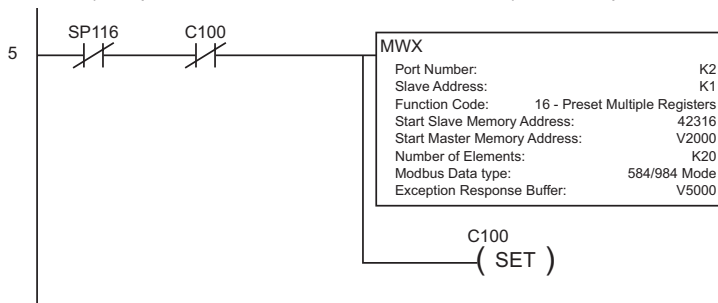 5
SP116 C100
MWX
Port Number: K2
Slave Address: K1
Function Code: 16 - Preset Multiple Registers
Start Slave Memory Address: 42316
Start Master Memory Address: V2000
Number of Elements: K20
Modbus Data type: 584/984 Mode
Exception Response Buffer: V5000
C100
( SET )